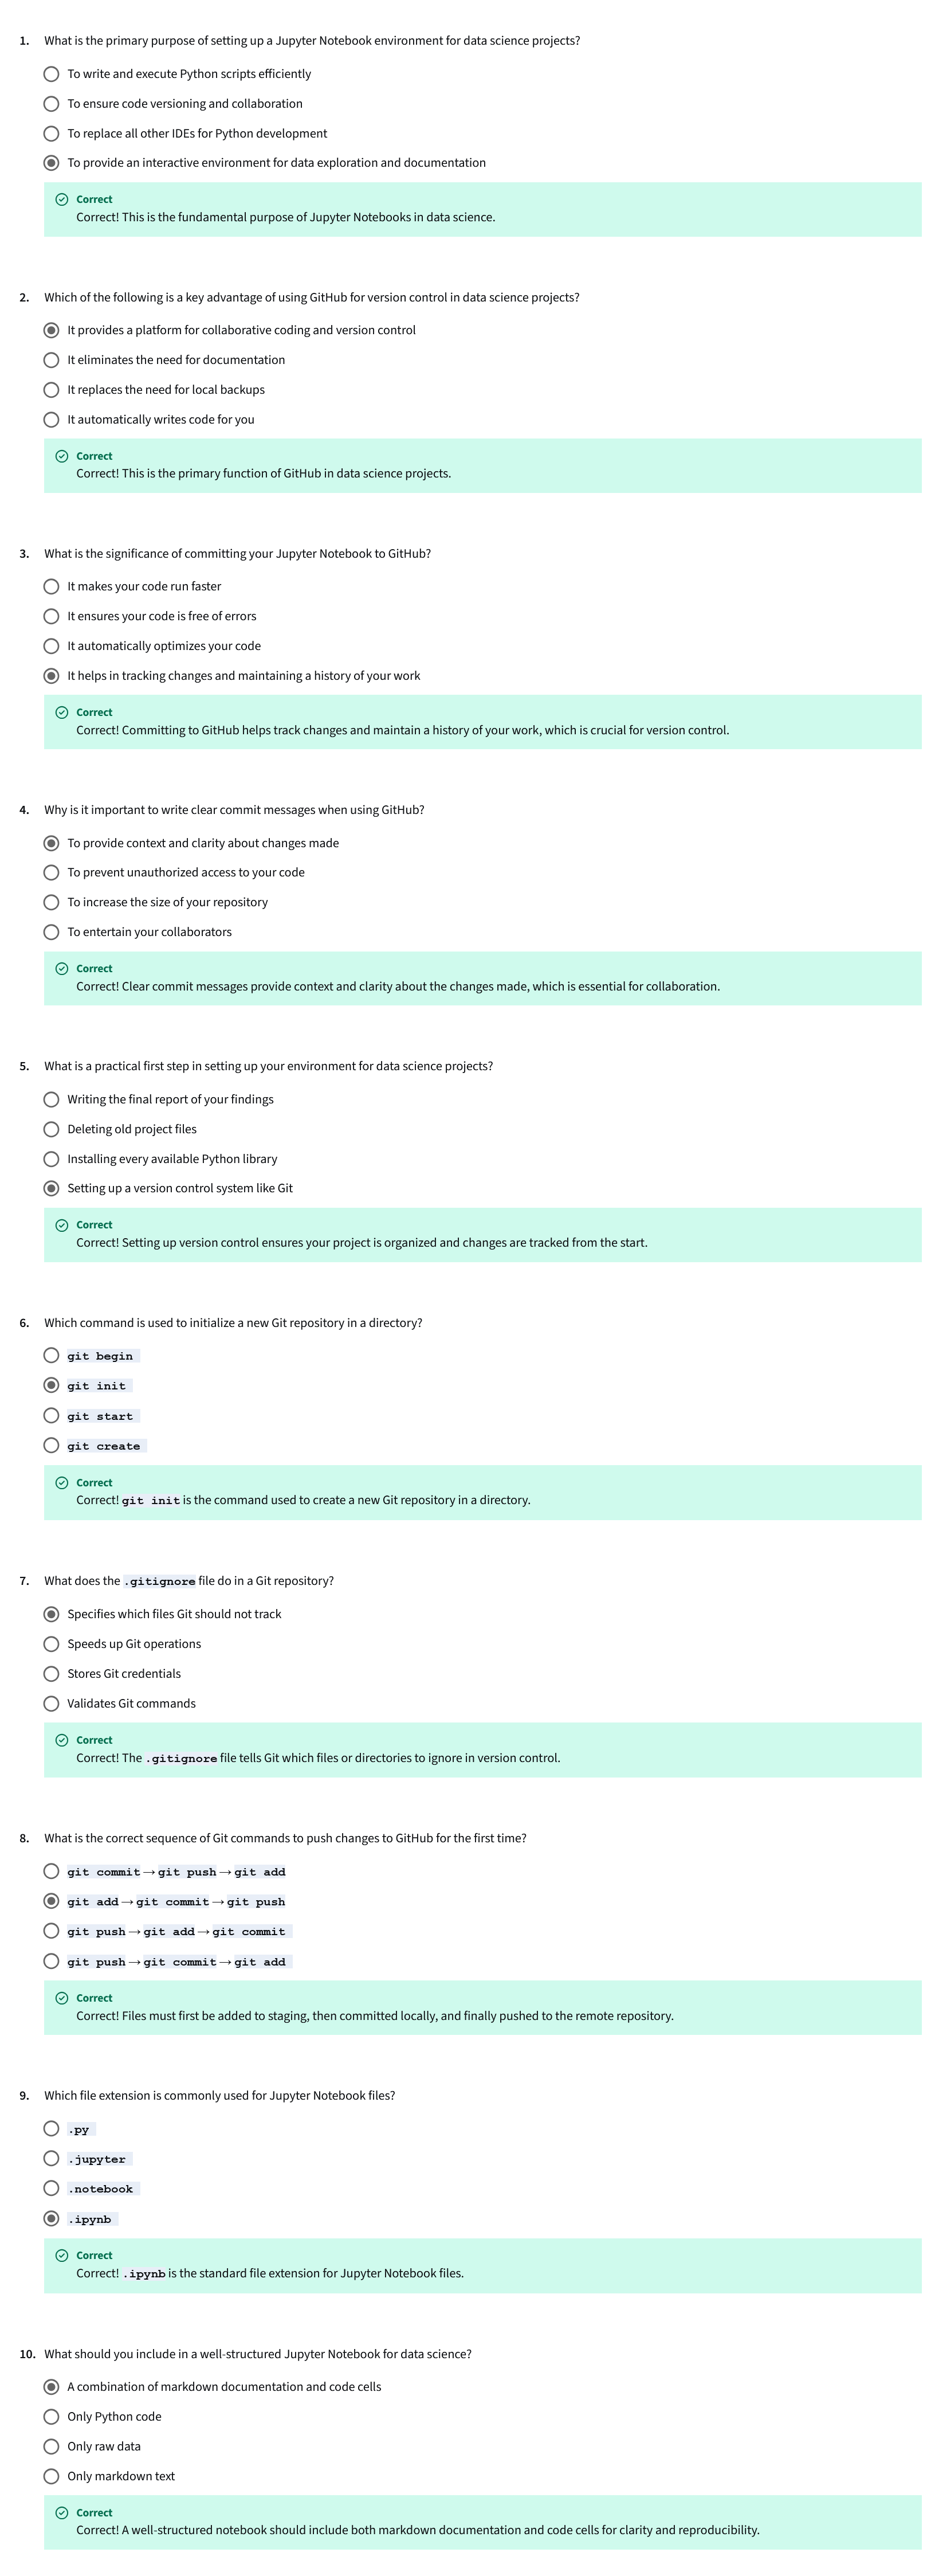 1. What is the primary purpose of setting up a Jupyter Notebook environment for data science projects?
To write and execute Python scripts efficiently
To ensure code versioning and collaboration
To replace all other IDEs for Python development
To provide an interactive environment for data exploration and documentation
Correct
Correct! This is the fundamental purpose of Jupyter Notebooks in data science.
2. Which of the following is a key advantage of using GitHub for version control in data science projects?
It provides a platform for collaborative coding and version control
It eliminates the need for documentation
It replaces the need for local backups
It automatically writes code for you
Correct
Correct! This is the primary function of GitHub in data science projects.
3. What is the significance of committing your Jupyter Notebook to GitHub?
It makes your code run faster
It ensures your code is free of errors
It automatically optimizes your code
It helps in tracking changes and maintaining a history of your work
Correct
Correct! Committing to GitHub helps track changes and maintain a history of your work, which is crucial for version control.
4. Why is it important to write clear commit messages when using GitHub?
To provide context and clarity about changes made
To prevent unauthorized access to your code
To increase the size of your repository
To entertain your collaborators
Correct
Correct! Clear commit messages provide context and clarity about the changes made, which is essential for collaboration.
5. What is a practical first step in setting up your environment for data science projects?
Writing the final report of your findings
Deleting old project files
Installing every available Python library
Setting up a version control system like Git
Correct
Correct! Setting up version control ensures your project is organized and changes are tracked from the start.
6. Which command is used to initialize a new Git repository in a directory?
git begin
git init
git start
git create
Correct
Correct! git init is the command used to create a new Git repository in a directory.
7. What does the .gitignore file do in a Git repository?
Specifies which files Git should not track
Speeds up Git operations
Stores Git credentials
Validates Git commands
Correct
Correct! The .gitignore file tells Git which files or directories to ignore in version control.
8. What is the correct sequence of Git commands to push changes to GitHub for the first time?
git commit → git push → git add
git add → git commit → git push
git push → git add → git commit
git push → git commit → git add
Correct
Correct! Files must first be added to staging, then committed locally, and finally pushed to the remote repository.
9. Which file extension is commonly used for Jupyter Notebook files?
.py
.jupyter
.notebook
.ipynb
Correct
Correct! .ipynb is the standard file extension for Jupyter Notebook files.
10. What should you include in a well-structured Jupyter Notebook for data science?
A combination of markdown documentation and code cells
Only Python code
Only raw data
Only markdown text
Correct
Correct! A well-structured notebook should include both markdown documentation and code cells for clarity and reproducibility.